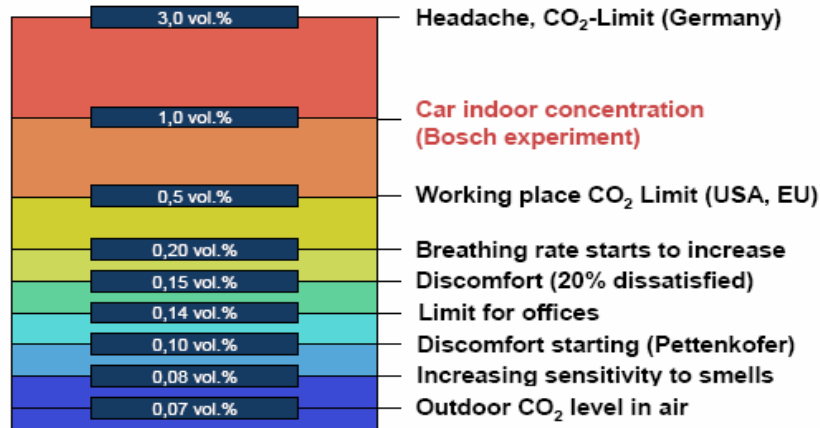 3,0 vol.% Headache, CO₂-Limit (Germany)
1,0 vol.% Car indoor concentration
(Bosch experiment)
0,5 vol.% Working place CO₂ Limit (USA, EU)
0,20 vol.% Breathing rate starts to increase
0,15 vol.% Discomfort (20% dissatisfied)
0,14 vol.% Limit for offices
0,10 vol.% Discomfort starting (Pettenkofer)
0,08 vol.% Increasing sensitivity to smells
0,07 vol.% Outdoor CO₂ level in air